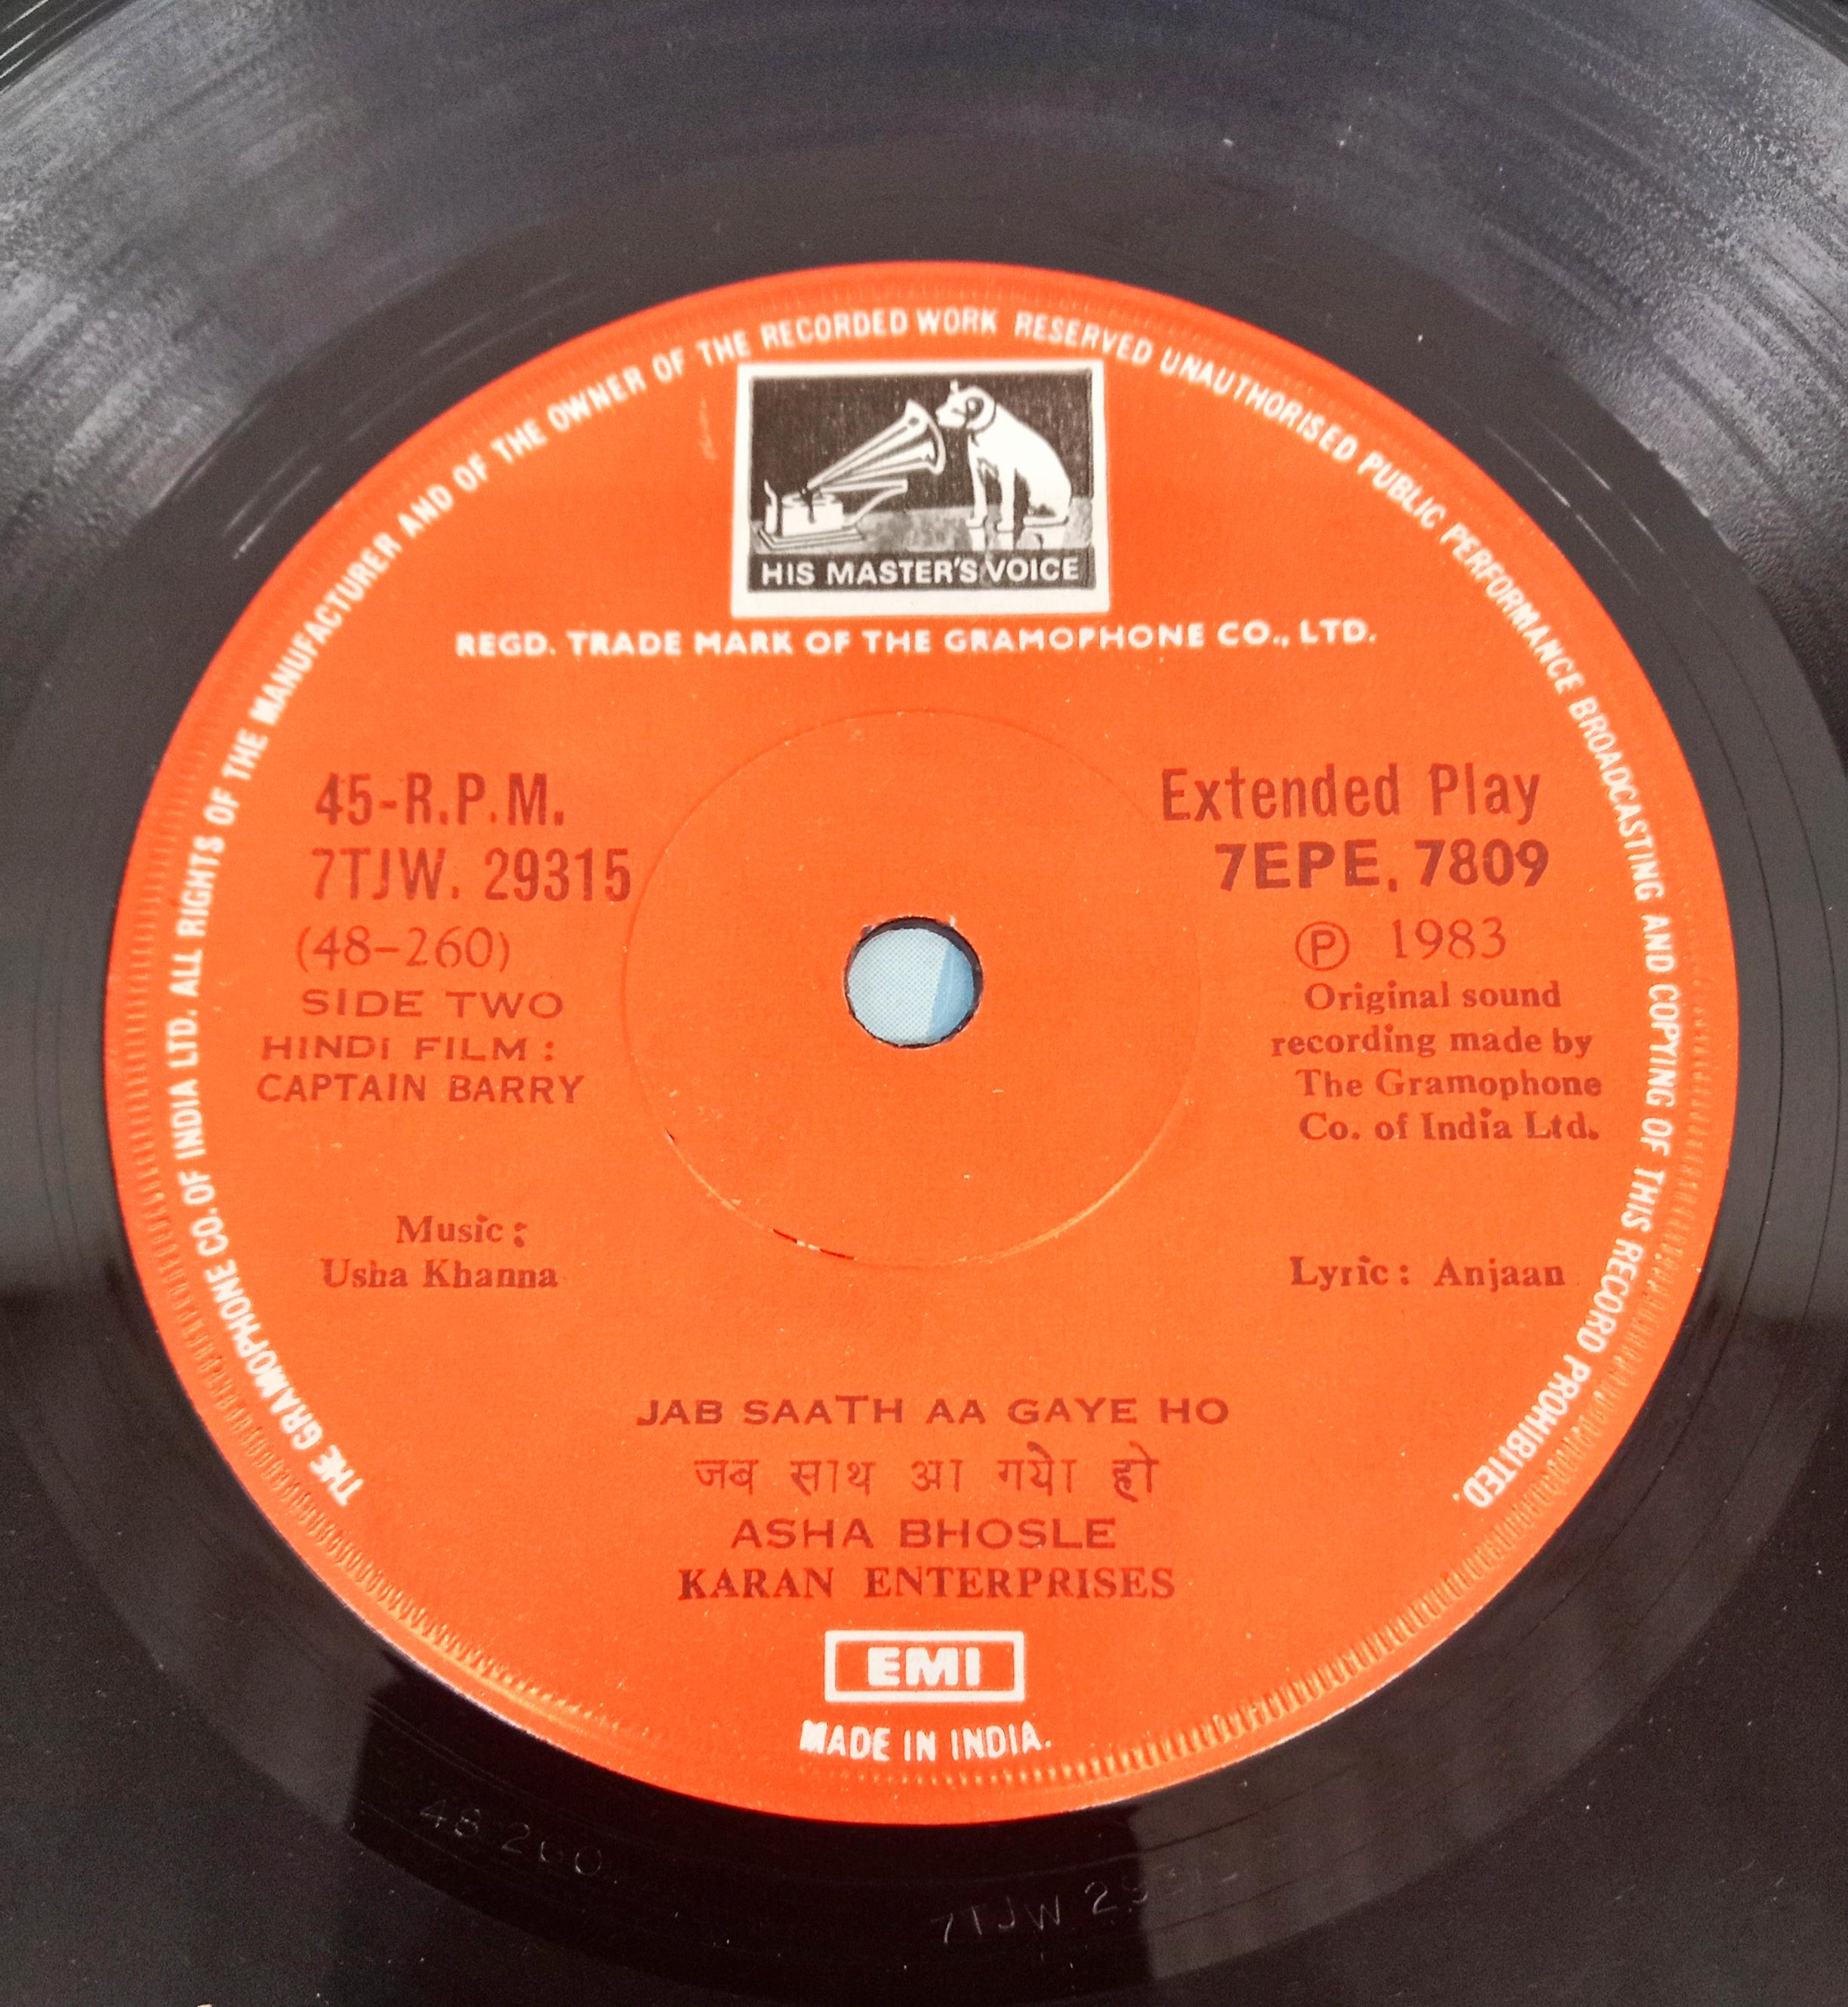 THE GRAMOPHONE CO. OF INDIA LTD. ALL RIGHTS OF THE MANUFACTURER AND OF THE OWNER OF THE RECORDED WORK RESERVED UNAUTHORISED PUBLIC PERFORMANCE BROADCASTING AND COPYING OF THIS RECORD PROHIBITED.
HIS MASTER'S VOICE
REGD. TRADE MARK OF THE GRAMOPHONE CO., LTD.
45-R.P.M.
7TJW. 29315
(48-260)
SIDE TWO
HINDI FILM :
CAPTAIN BARRY
Extended Play
7EPE. 7809
Ⓟ 1983
Original sound
recording made by
The Gramophone
Co. of India Ltd.
Music :
Usha Khanna
Lyric : Anjaan
JAB SAATH AA GAYE HO
जब साथ आ गयेा हो
ASHA BHOSLE
KARAN ENTERPRISES
EMI
MADE IN INDIA.
48 260
7TJW